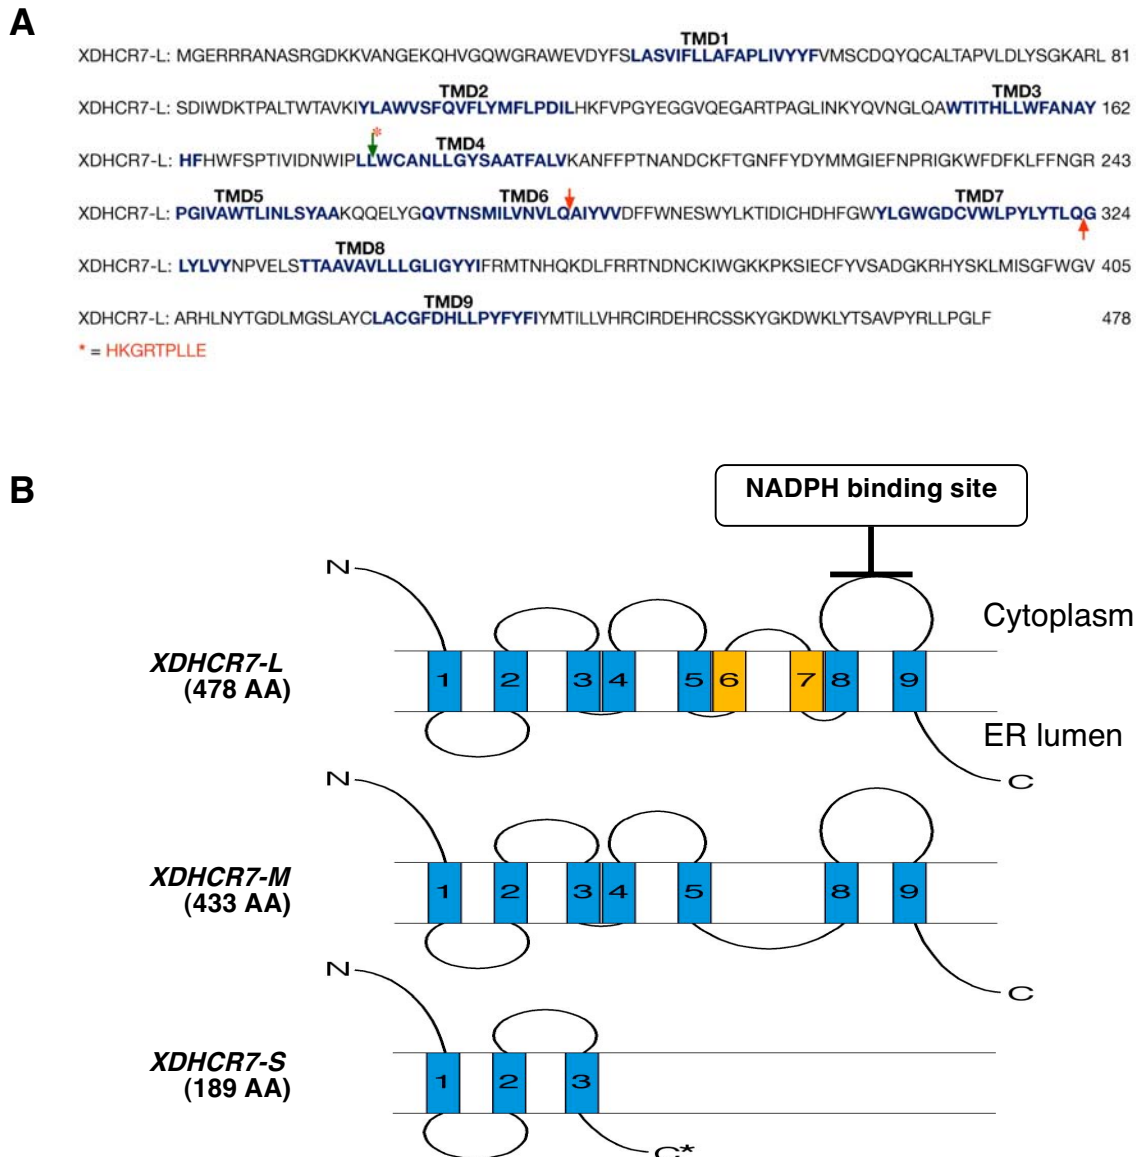 A
TMD1
XDHCR7-L: MGERRRANASRGDKKVANGEKQHVGQWGRAWEVDYFSLASVIFLLAFAPLIVYYFVMSCDQYQCALTAPVLDLYSGKARL 81
TMD2 TMD3
XDHCR7-L: SDIWDKTPALTWTAVKIYLAWVSFQVFLYMFLPDILHKFVPGYEGGVQEGARTPAGLINKYQVNGLQAWTITHLLWFANAY 162
* TMD4
XDHCR7-L: HFHWFSPTIVIDNWIPLLWCANLLGYSAATFALVKANFFPTNANDCKFTGNFFYDYMMGIEFNPRIGKWFDFKLFFNGR 243
TMD5 TMD6 TMD7
XDHCR7-L: PGIVAWTLINLSYAAKQQELYGQVTNSMILVNVLQAIYVVDFFWNESWYLKTIDICHDHFGWYLGWGDCVWLPYLYTLQG 324
TMD8
XDHCR7-L: LYLVYNPVELSTTAAVAVLLLGLIGYYIFRMTNHQKDLFRRTNDNCKIWGKKPKSIECFYVSADGKRHYSKLMISGFWGV 405
TMD9
XDHCR7-L: ARHLNYTGDLMGSLAYCLACGFDHLLPYFYFIYMTILLVHRCIRDEHRCSSKYGKDWKLYTSAVPYRLLPGLF 478
* = HKGRTPLLE
B
NADPH binding site
N
Cytoplasm
XDHCR7-L
(478 AA)
1 2 3 4 5 6 7 8 9
ER lumen
C
N
XDHCR7-M
(433 AA)
1 2 3 4 5 8 9
C
N
XDHCR7-S
(189 AA)
1 2 3
C*